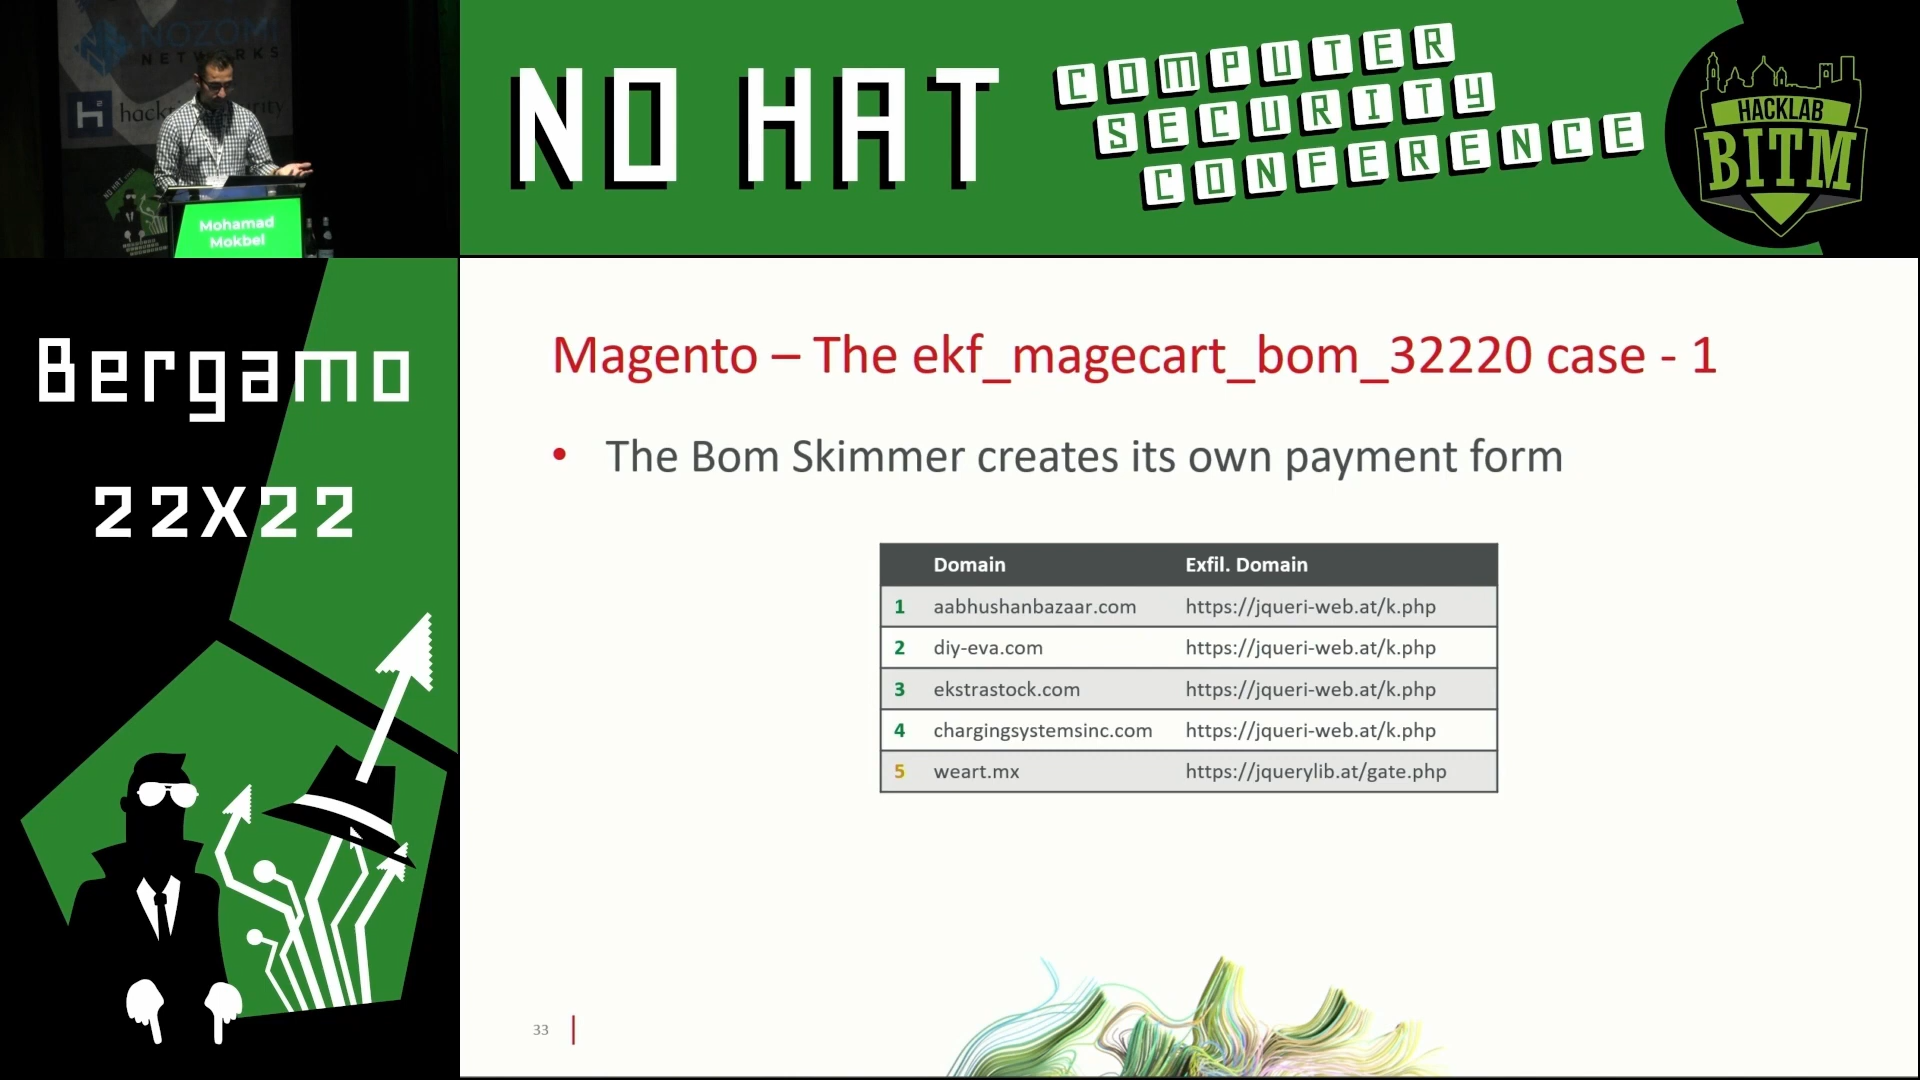 NOZOMI
NETWORKS
Mohamad
Mokbel
NO HAT
COMPUTER
SECURITY
CONFERENCE
HACKLAB
BITM
Bergamo
22X22
Magento – The ekf_magecart_bom_32220 case - 1
• The Bom Skimmer creates its own payment form
Domain Exfil. Domain
1 aabhushanbazaar.com https://jqueri-web.at/k.php
2 diy-eva.com https://jqueri-web.at/k.php
3 ekstrastock.com https://jqueri-web.at/k.php
4 chargingsystemsinc.com https://jqueri-web.at/k.php
5 weart.mx https://jquerylib.at/gate.php
33